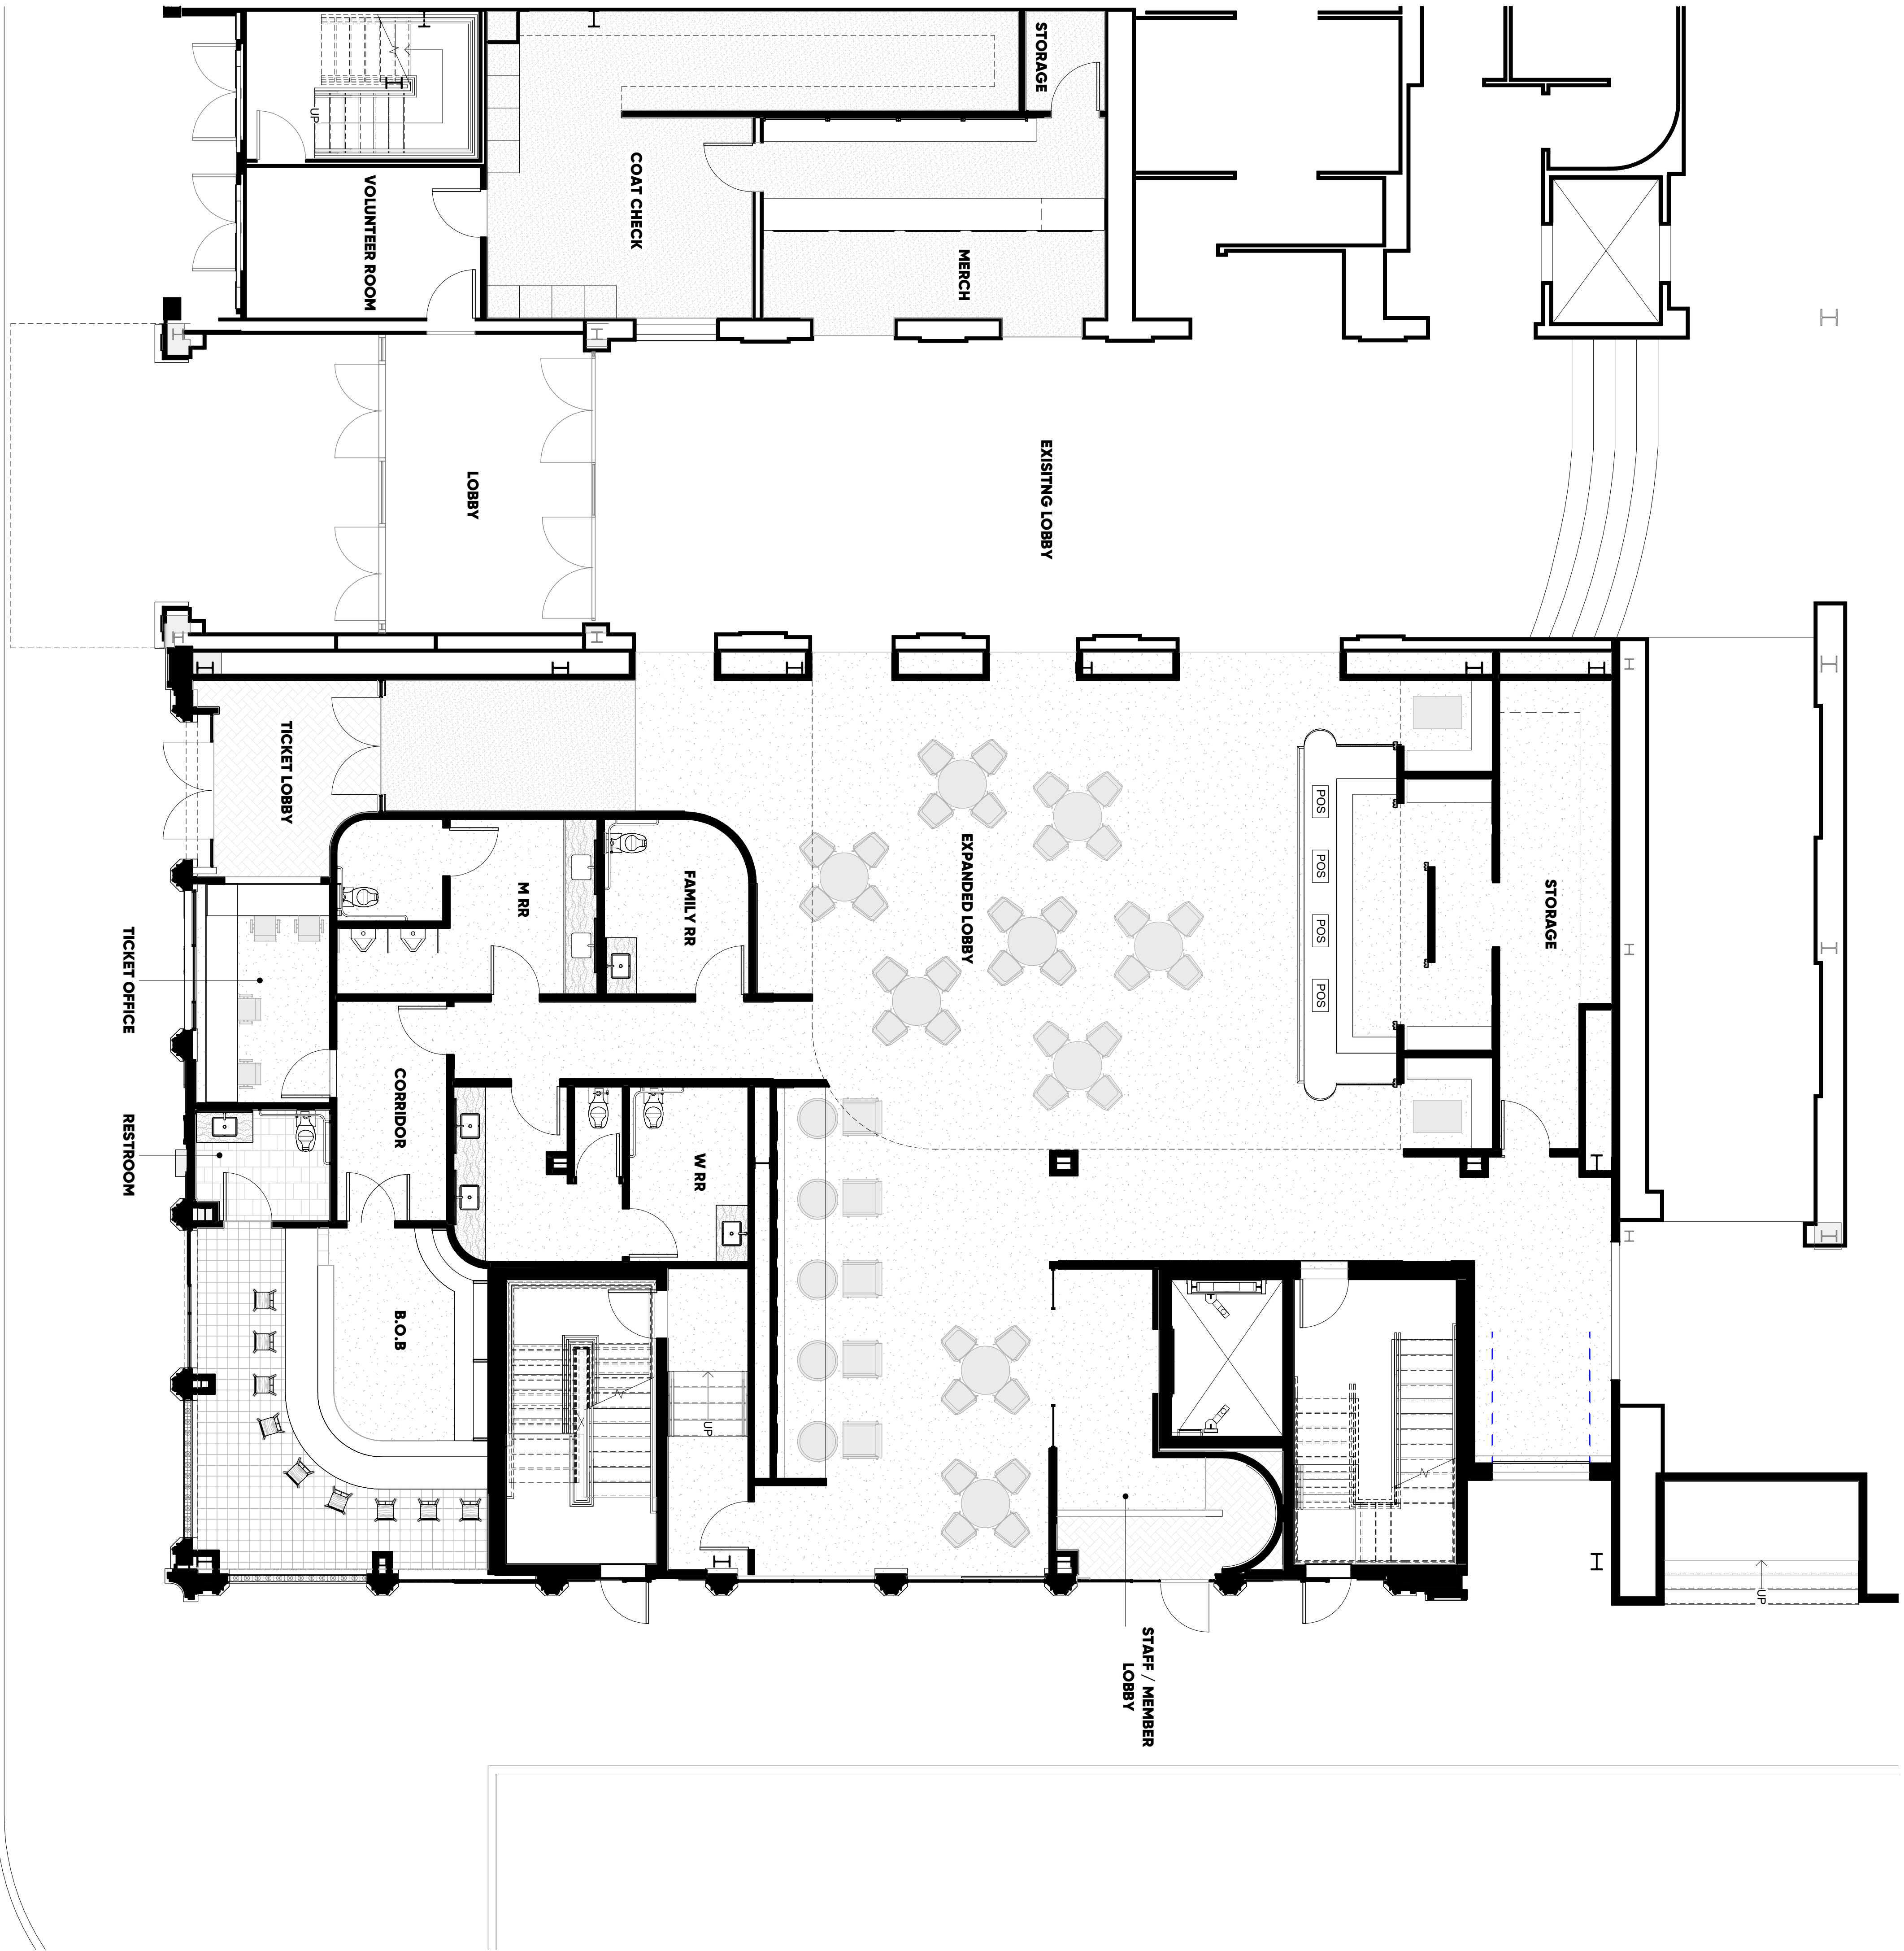 STORAGE
UP
COAT CHECK
VOLUNTEER ROOM
MERCH
LOBBY
EXISITNG LOBBY
TICKET LOBBY
POS
POS
POS
POS
EXPANDED LOBBY
M RR
FAMILY RR
STORAGE
TICKET OFFICE
CORRIDOR
RESTROOM
W RR
B.O.B
UP
UP
STAFF / MEMBER
LOBBY